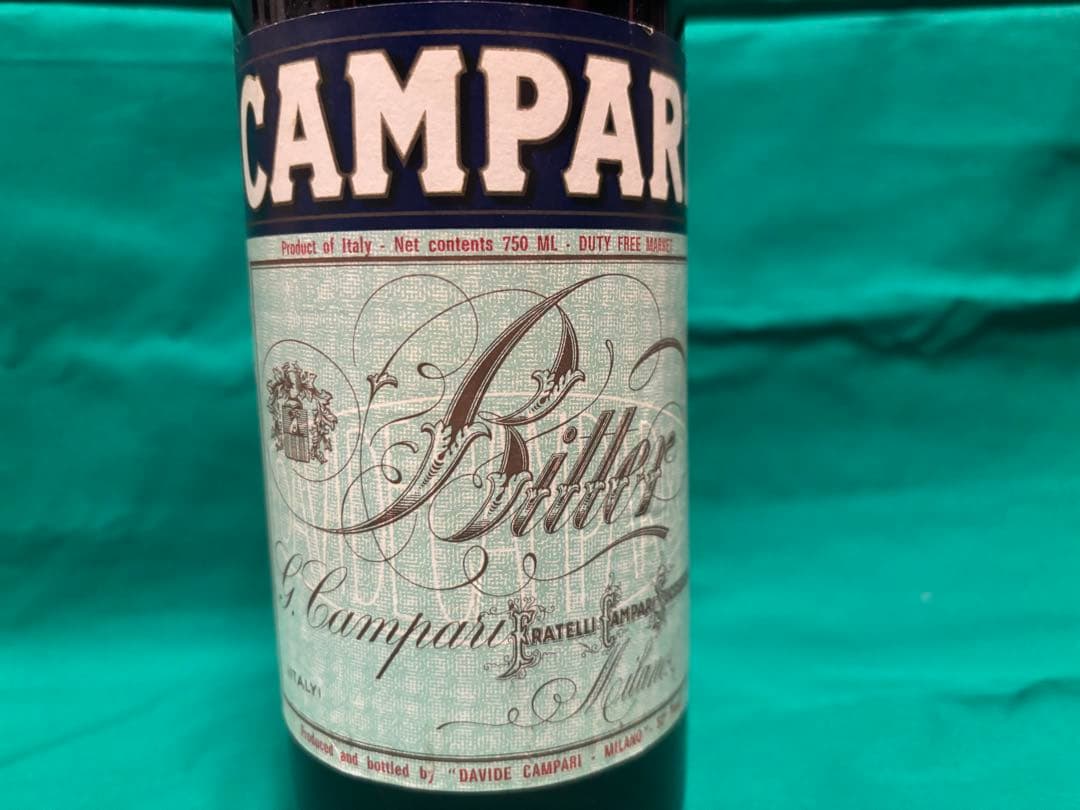 CAMPARI
Product of Italy - Net contents 750 ML - DUTY FREE MARKET
Bitter
G. Campari FRATELLI CAMPARI
Milano
ITALY
Produced and bottled by "DAVIDE CAMPARI - MILANO"